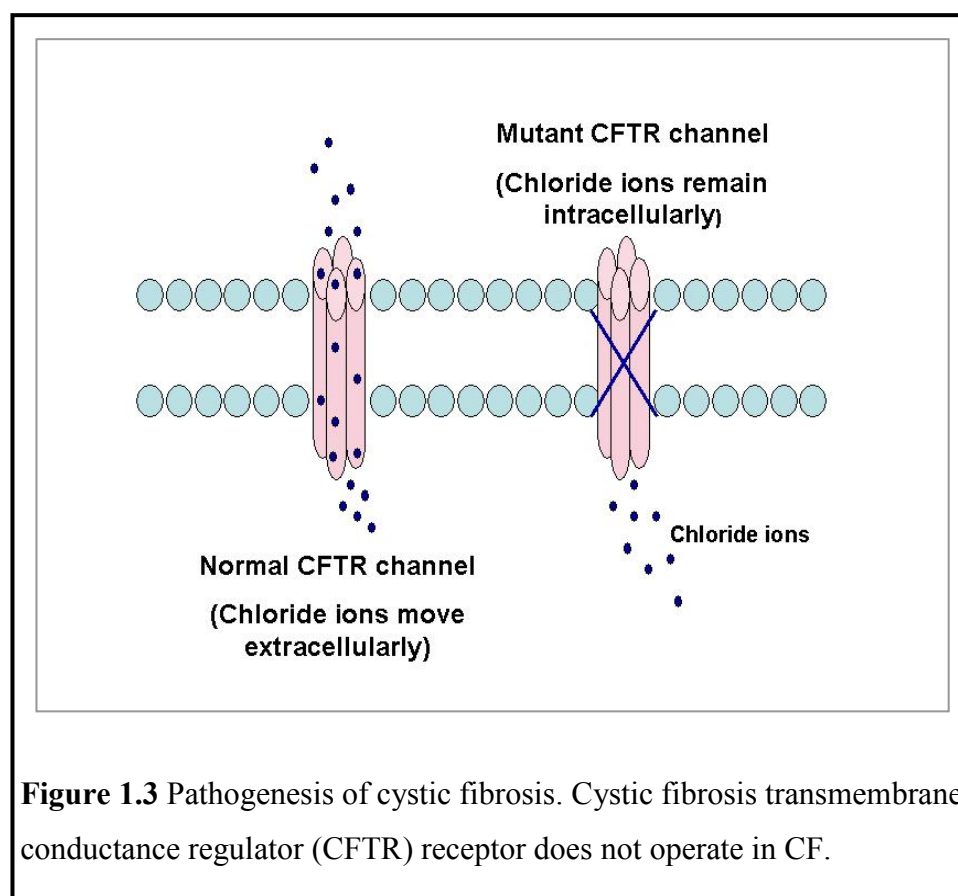 Mutant CFTR channel
(Chloride ions remain
intracellularly)
Chloride ions
Normal CFTR channel
(Chloride ions move
extracellularly)
Figure 1.3 Pathogenesis of cystic fibrosis. Cystic fibrosis transmembrane
conductance regulator (CFTR) receptor does not operate in CF.